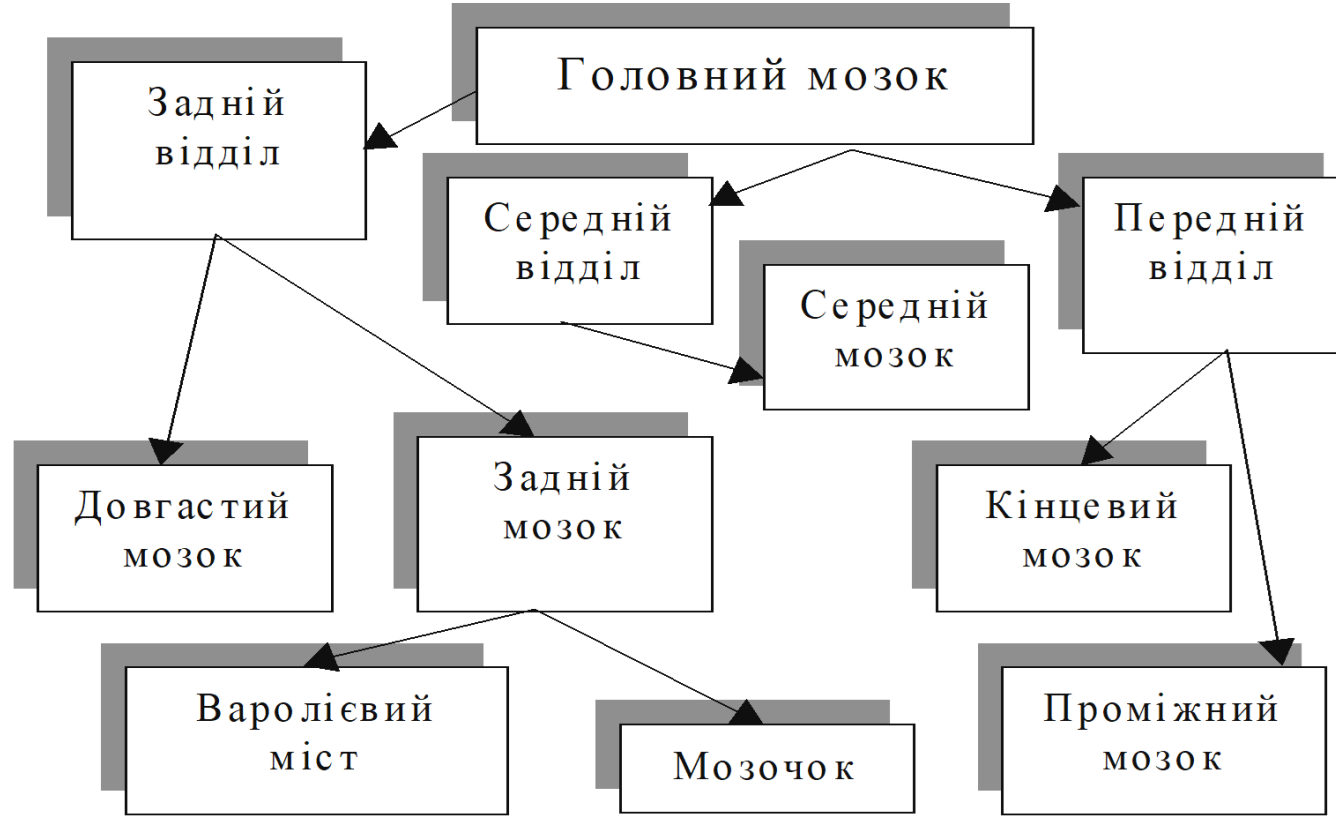 Головний мозок
Задній
відділ
Середній
відділ
Передній
відділ
Середній
мозок
Довгастий
мозок
Задній
мозок
Кінцевий
мозок
Варолієвий
міст
Мозочок
Проміжний
мозок